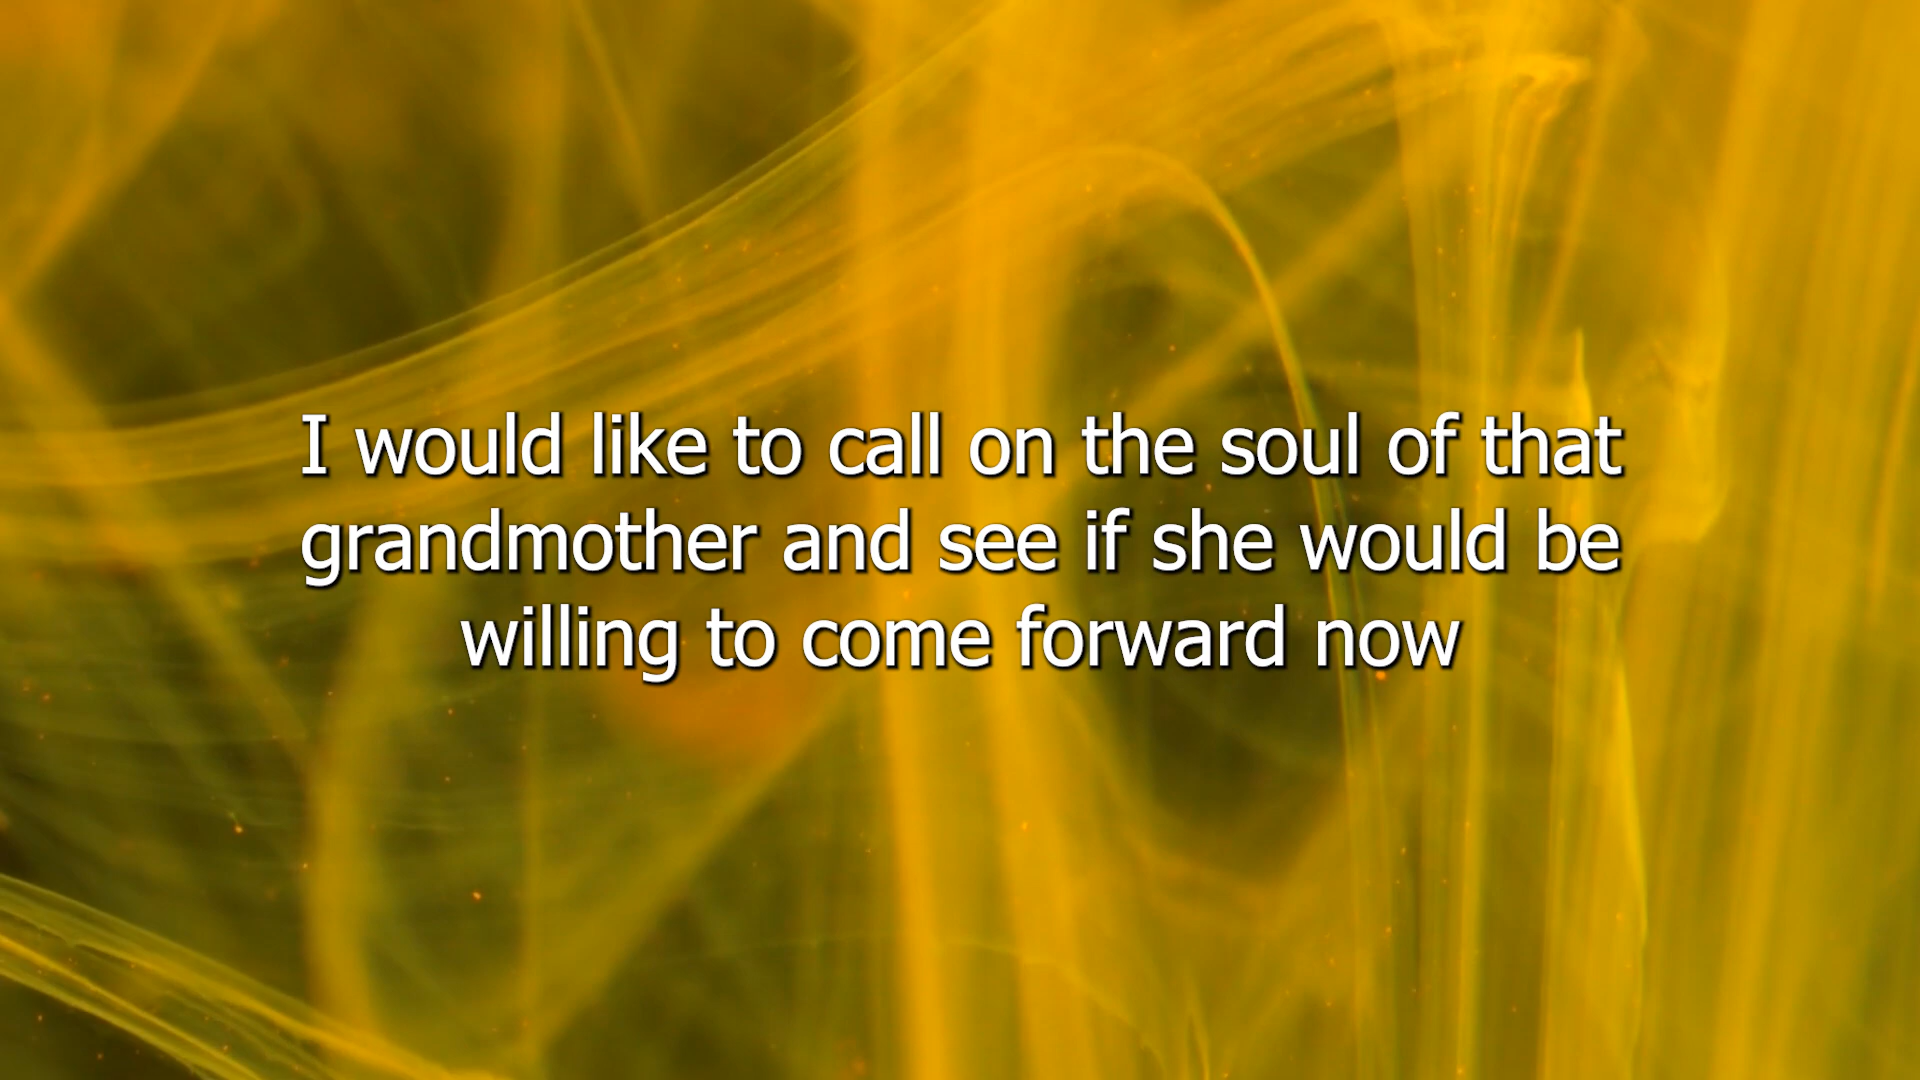 I would like to call on the soul of that
grandmother and see if she would be
willing to come forward now